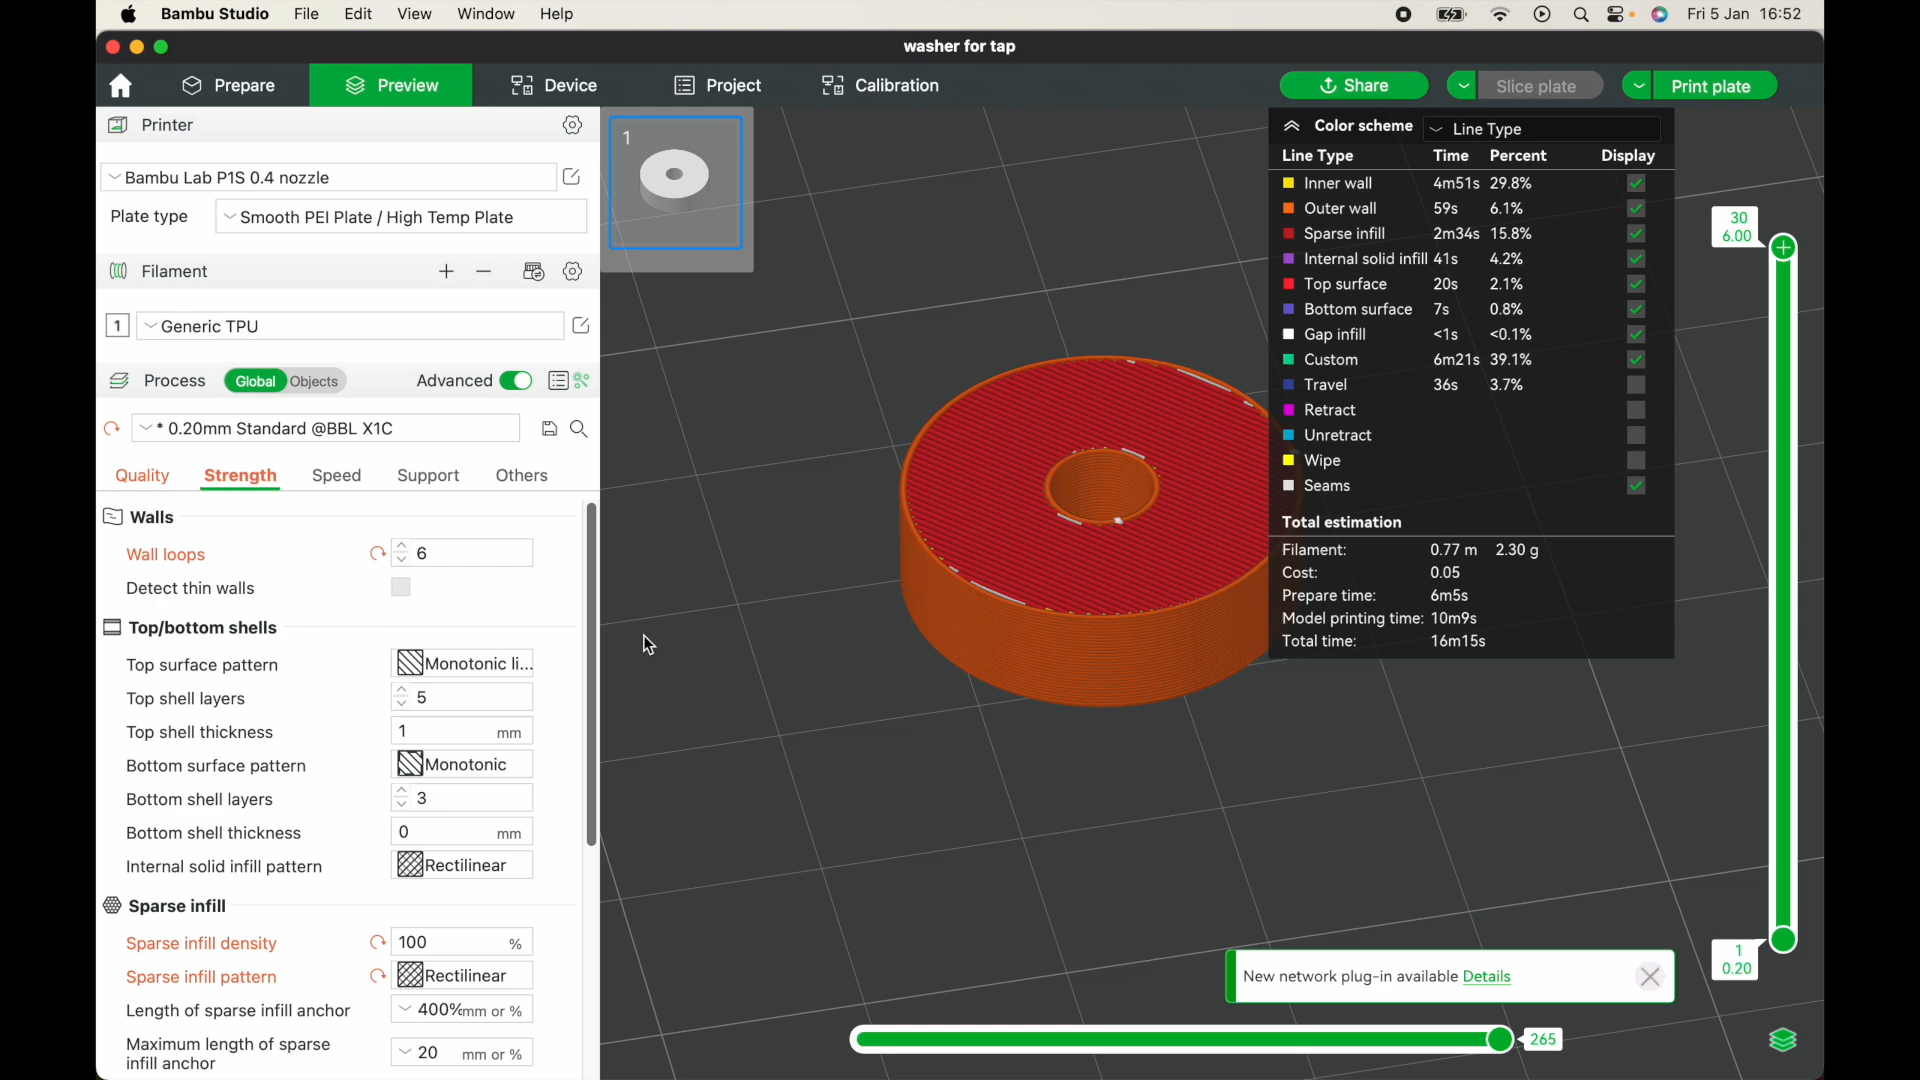 Bambu Studio File Edit View Window Help Fri 5 Jan 16:52
washer for tap
Prepare Preview Device Project Calibration Share Slice plate Print plate
Printer
Bambu Lab P1S 0.4 nozzle
Plate type Smooth PEI Plate / High Temp Plate
Filament
1 Generic TPU
Process Global Objects Advanced
* 0.20mm Standard @BBL X1C
Quality Strength Speed Support Others
Walls
Wall loops 6
Detect thin walls
Top/bottom shells
Top surface pattern Monotonic li...
Top shell layers 5
Top shell thickness 1 mm
Bottom surface pattern Monotonic
Bottom shell layers 3
Bottom shell thickness 0 mm
Internal solid infill pattern Rectilinear
Sparse infill
Sparse infill density 100 %
Sparse infill pattern Rectilinear
Length of sparse infill anchor 400% mm or %
Maximum length of sparse
infill anchor 20 mm or %
1
Color scheme Line Type
Line Type Time Percent Display
Inner wall 4m51s 29.8%
Outer wall 59s 6.1%
Sparse infill 2m34s 15.8%
Internal solid infill 41s 4.2%
Top surface 20s 2.1%
Bottom surface 7s 0.8%
Gap infill <1s <0.1%
Custom 6m21s 39.1%
Travel 36s 3.7%
Retract
Unretract
Wipe
Seams
Total estimation
Filament: 0.77 m 2.30 g
Cost: 0.05
Prepare time: 6m5s
Model printing time: 10m9s
Total time: 16m15s
30
6.00
1
0.20
New network plug-in available Details
265